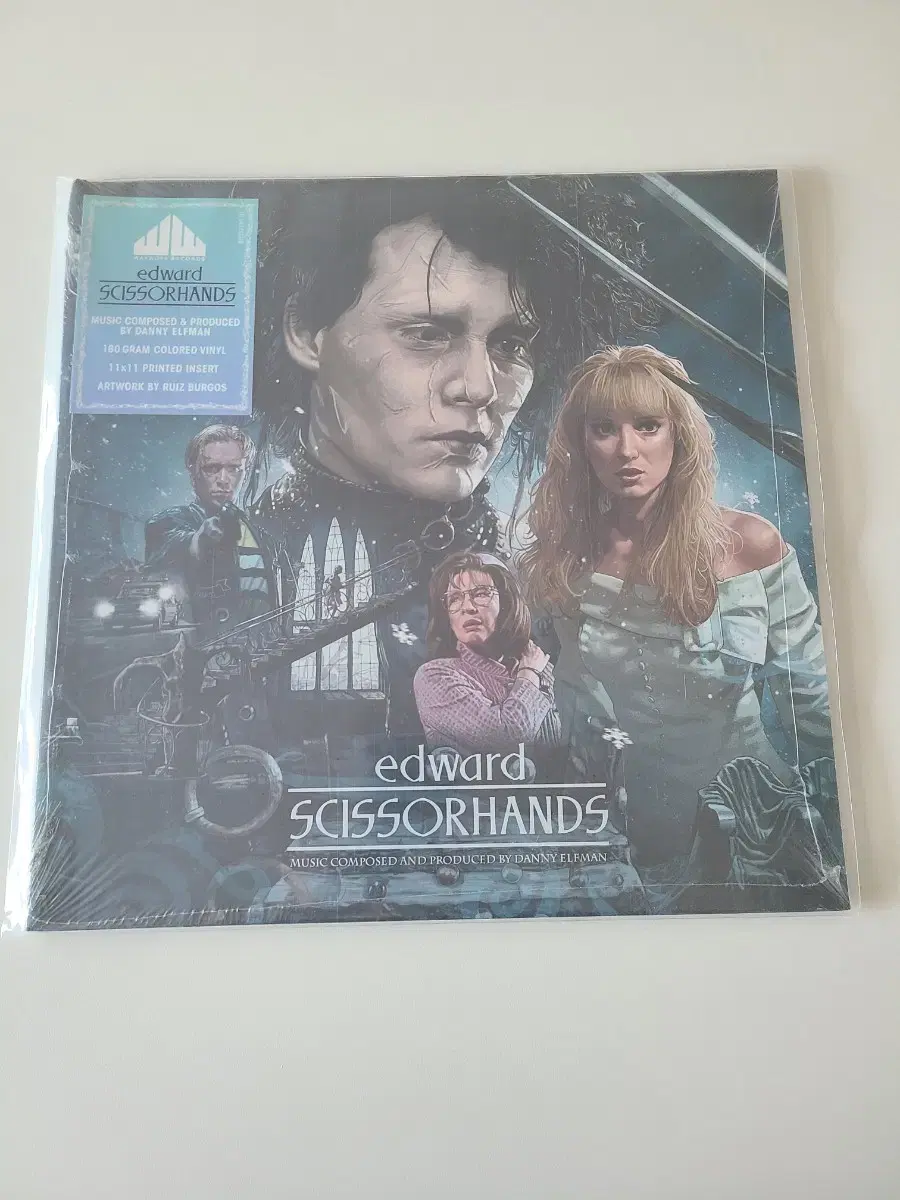 WAXWORK RECORDS
edward
SCISSORHANDS
MUSIC COMPOSED & PRODUCED
BY DANNY ELFMAN
180 GRAM COLORED VINYL
11x11 PRINTED INSERT
ARTWORK BY RUIZ BURGOS
edward
SCISSORHANDS
MUSIC COMPOSED AND PRODUCED BY DANNY ELFMAN